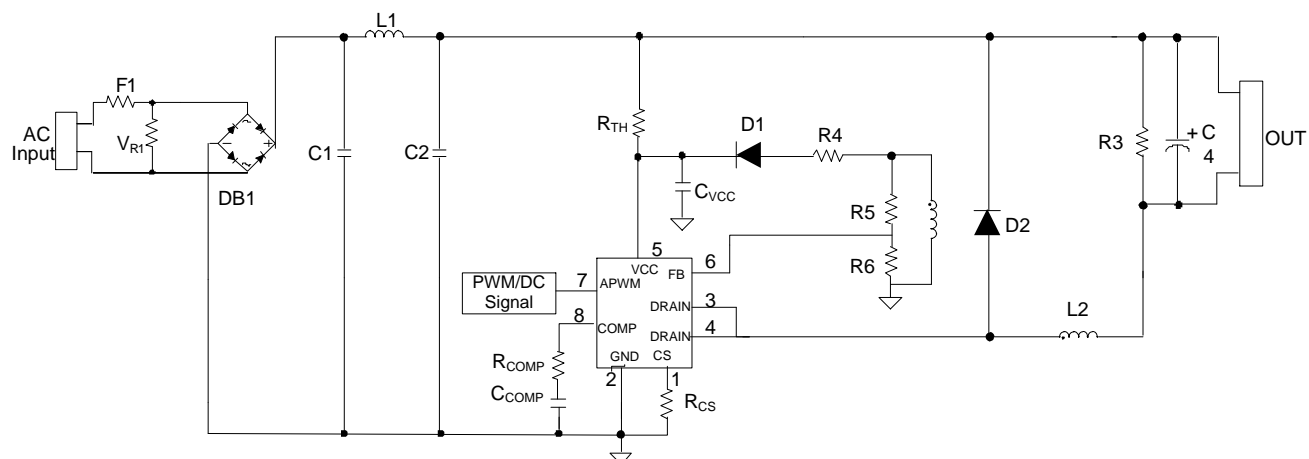 L1
F1
AC
Input
VR1
DB1
C1
C2
RTH
D1
R4
CVCC
R5
R6
D2
R3
+
C
4
OUT
5
VCC
6
FB
PWM/DC
Signal
7
APWM
DRAIN
3
8
COMP
DRAIN
4
L2
RCOMP
GND
CS
2
1
CCOMP
RCS